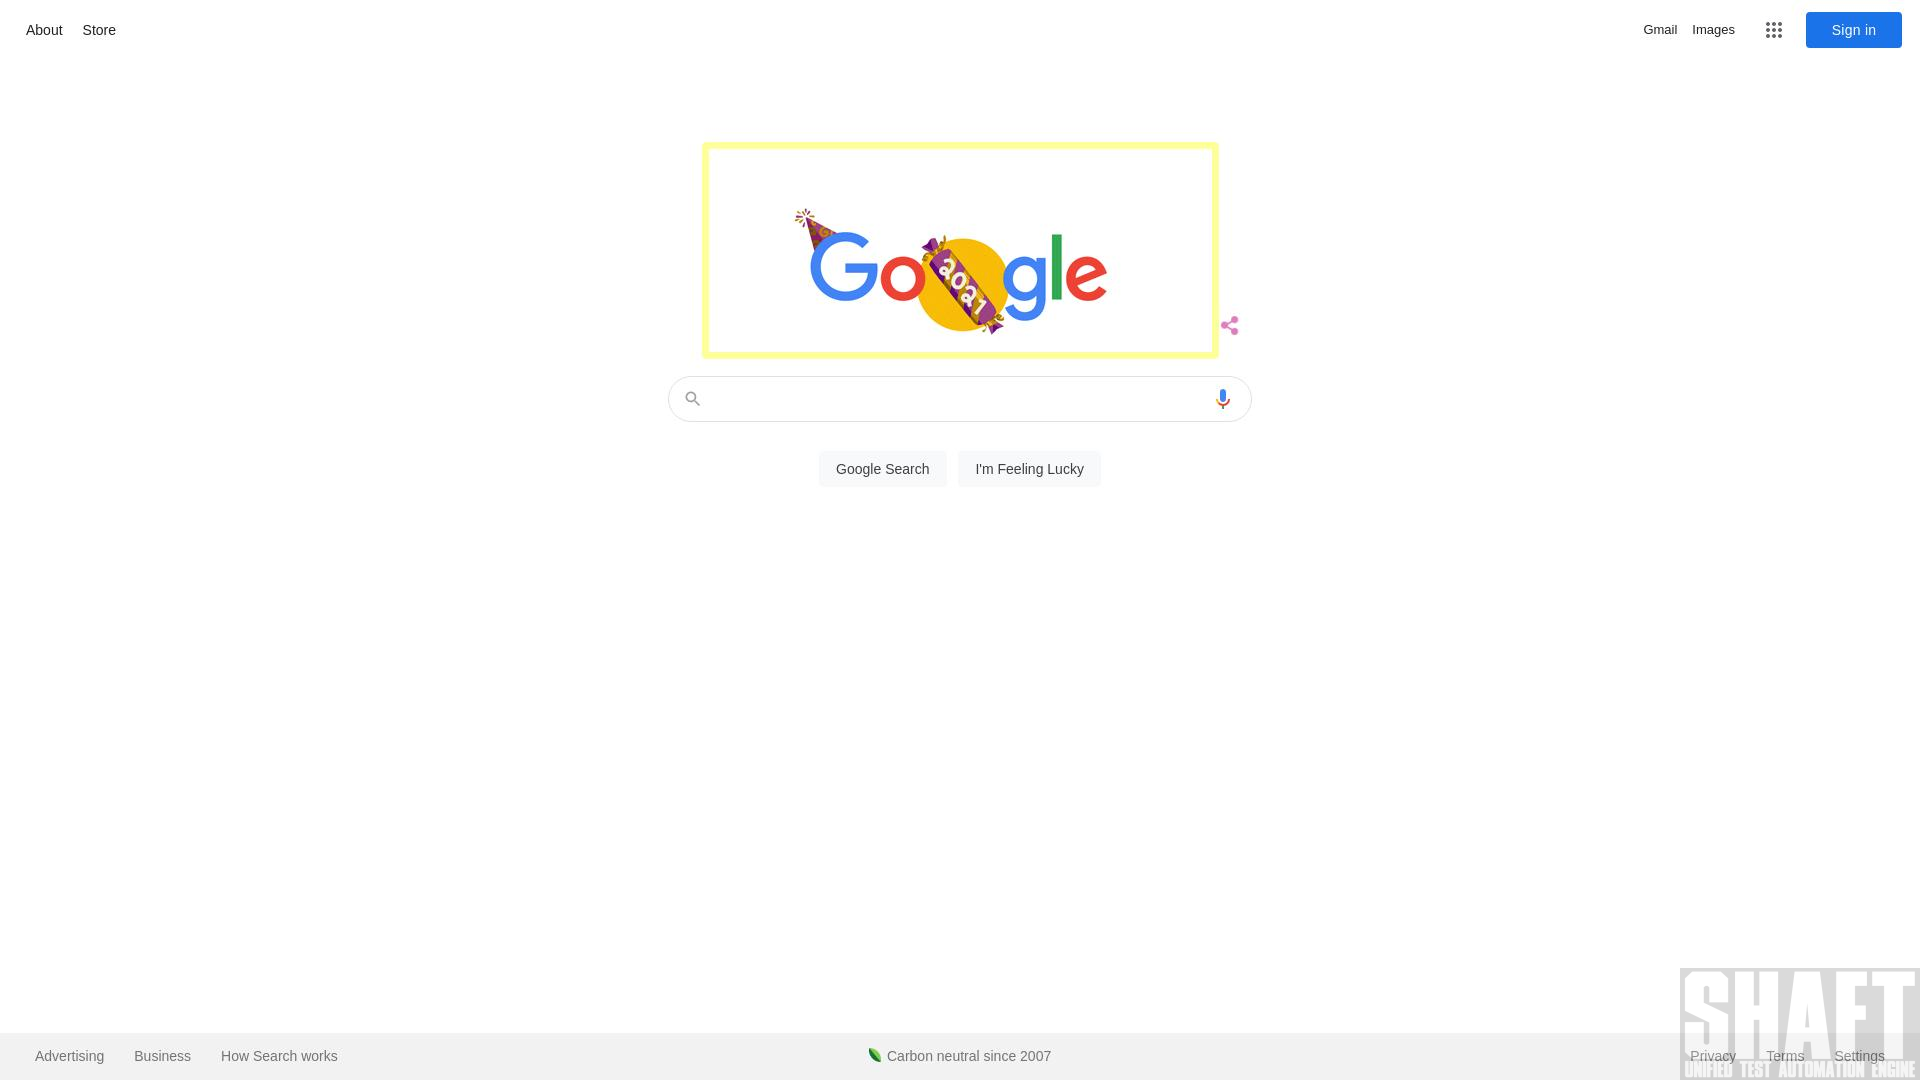 About Store Gmail Images Sign in
Google
2021
Google Search I'm Feeling Lucky
SHAFT
Advertising Business How Search works Carbon neutral since 2007 Privacy Terms Settings
UNIFIED TEST AUTOMATION ENGINE